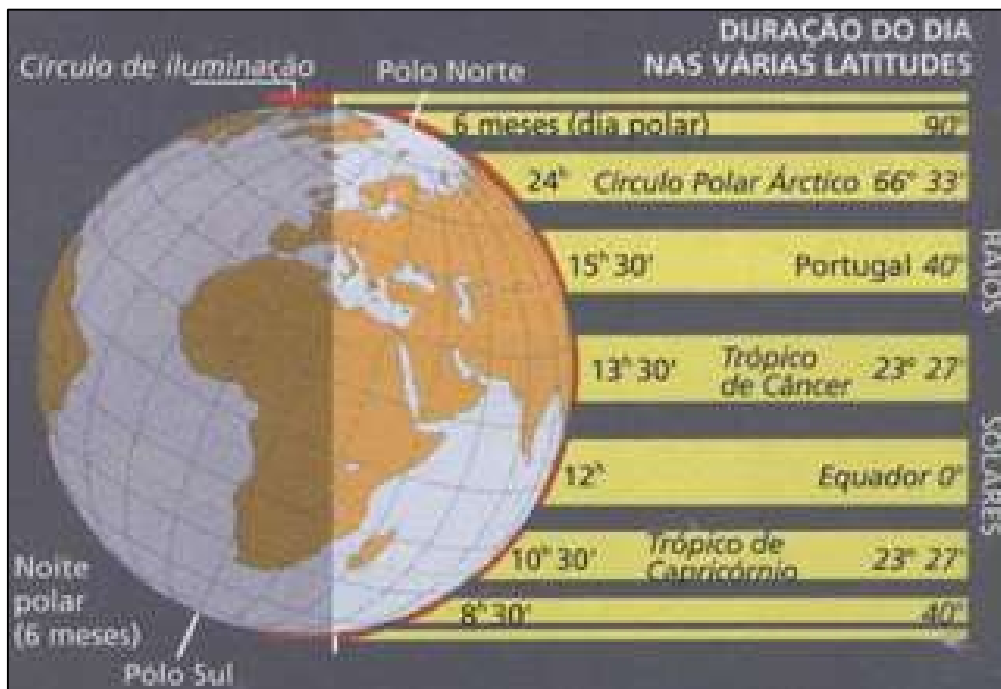 DURAÇÃO DO DIA
NAS VÁRIAS LATITUDES
Círculo de iluminação
Pólo Norte
6 meses (dia polar) 90°
24ʰ Círculo Polar Árctico 66° 33'
15ʰ 30' Portugal 40°
13ʰ 30' Trópico
de Câncer 23° 27'
12ʰ Equador 0°
10ʰ 30' Trópico de
Capricórnio 23° 27'
8ʰ 30' 40°
RAIOS SOLARES
Noite
polar
(6 meses)
Pólo Sul